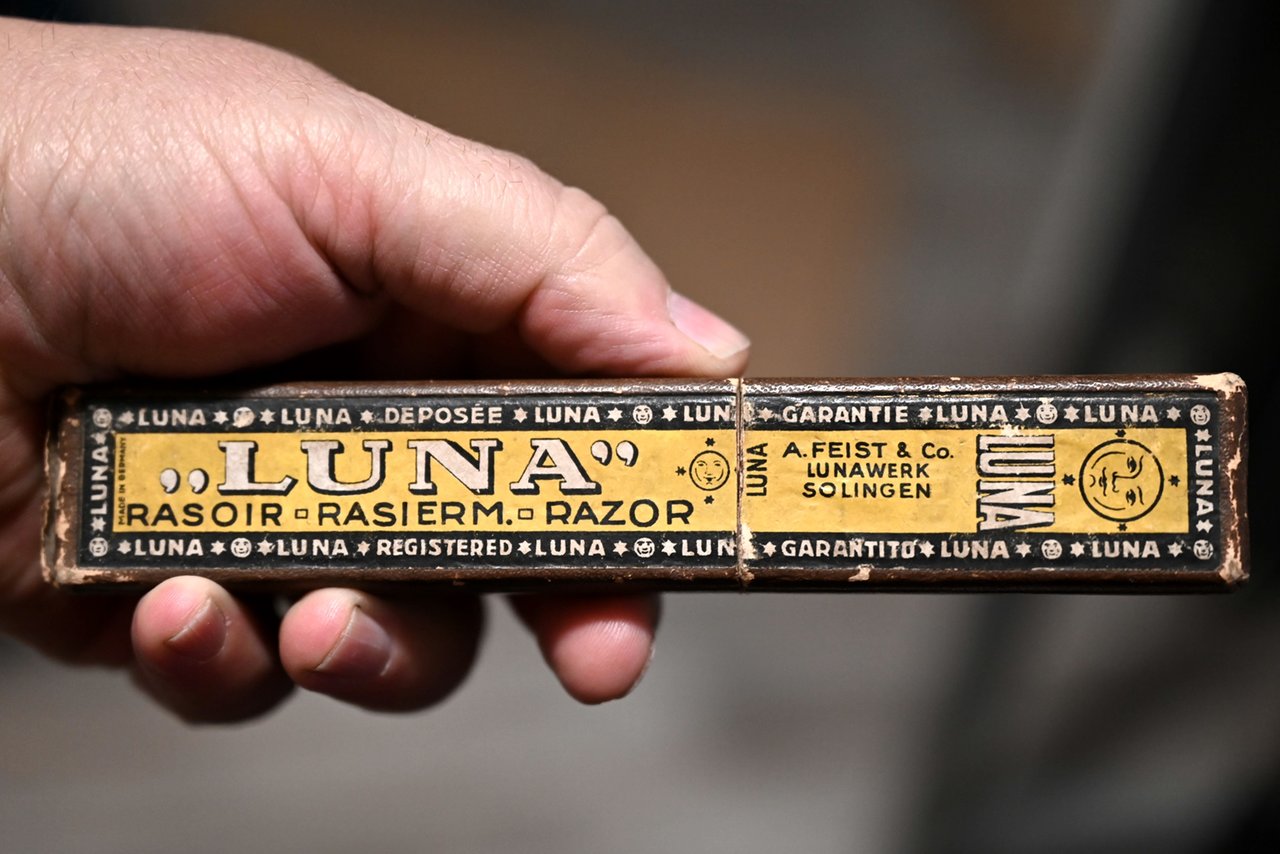 LUNA LUNA DEPOSÉE LUNA LUN GARANTIE LUNA LUNA
LUNA
MADE IN GERMANY
„LUNA”
RASOIR RASIERM. RAZOR
LUNA
A. FEIST & Co.
LUNAWERK
SOLINGEN
LUNA
LUNA
LUNA LUNA REGISTERED LUNA LUN GARANTITO LUNA LUNA